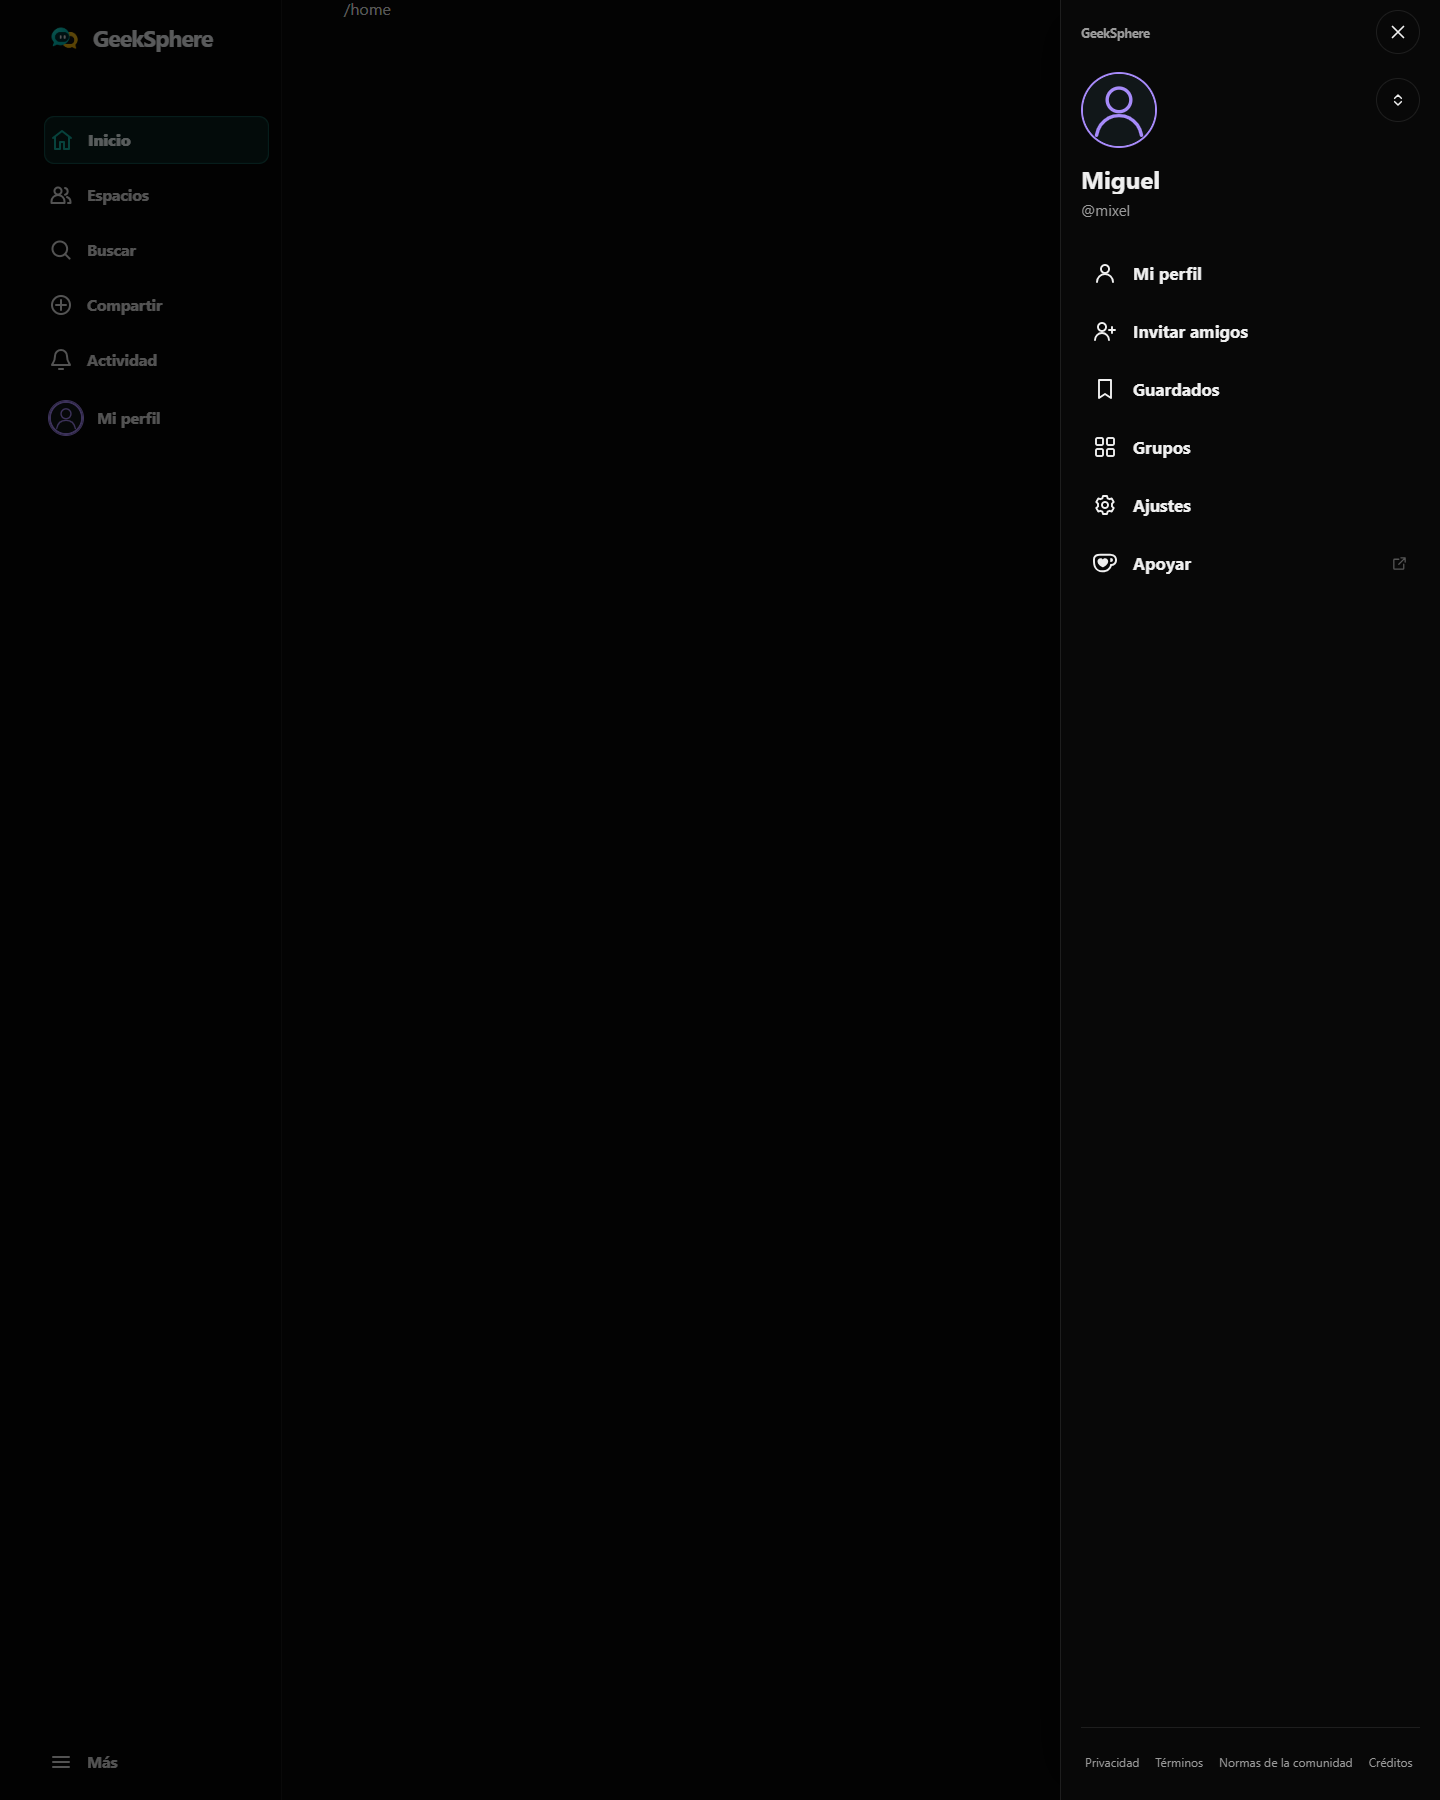 GeekSphere
Inicio
Espacios
Buscar
Compartir
Actividad
Mi perfil
Más
/home
GeekSphere
Miguel
@mixel
Mi perfil
Invitar amigos
Guardados
Grupos
Ajustes
Apoyar
Privacidad Términos Normas de la comunidad Créditos